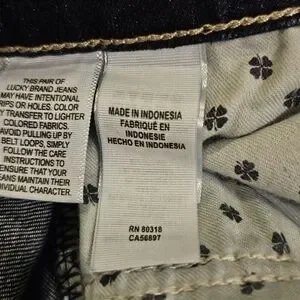 THIS PAIR OF
LUCKY BRAND JEANS
MAY HAVE INTENTIONAL
RIPS OR HOLES. COLOR
MAY TRANSFER TO LIGHTER
COLORED FABRICS.
AVOID PULLING UP BY
BELT LOOPS, SIMPLY
FOLLOW THE CARE
INSTRUCTIONS TO
ENSURE THAT YOUR
JEANS MAINTAIN THEIR
INDIVIDUAL CHARACTER.
MADE IN INDONESIA
FABRIQUÉ EN
INDONÉSIE
HECHO EN INDONESIA
RN 80318
CA56897